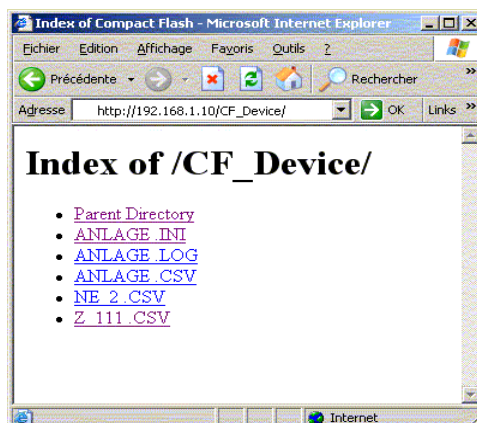 Index of Compact Flash - Microsoft Internet Explorer
Fichier Edition Affichage Favoris Outils ?
Précédente Rechercher »
Adresse http://192.168.1.10/CF_Device/ OK Links »
Index of /CF_Device/
• Parent Directory
• ANLAGE .INI
• ANLAGE .LOG
• ANLAGE .CSV
• NE_2 .CSV
• Z_111 .CSV
Internet